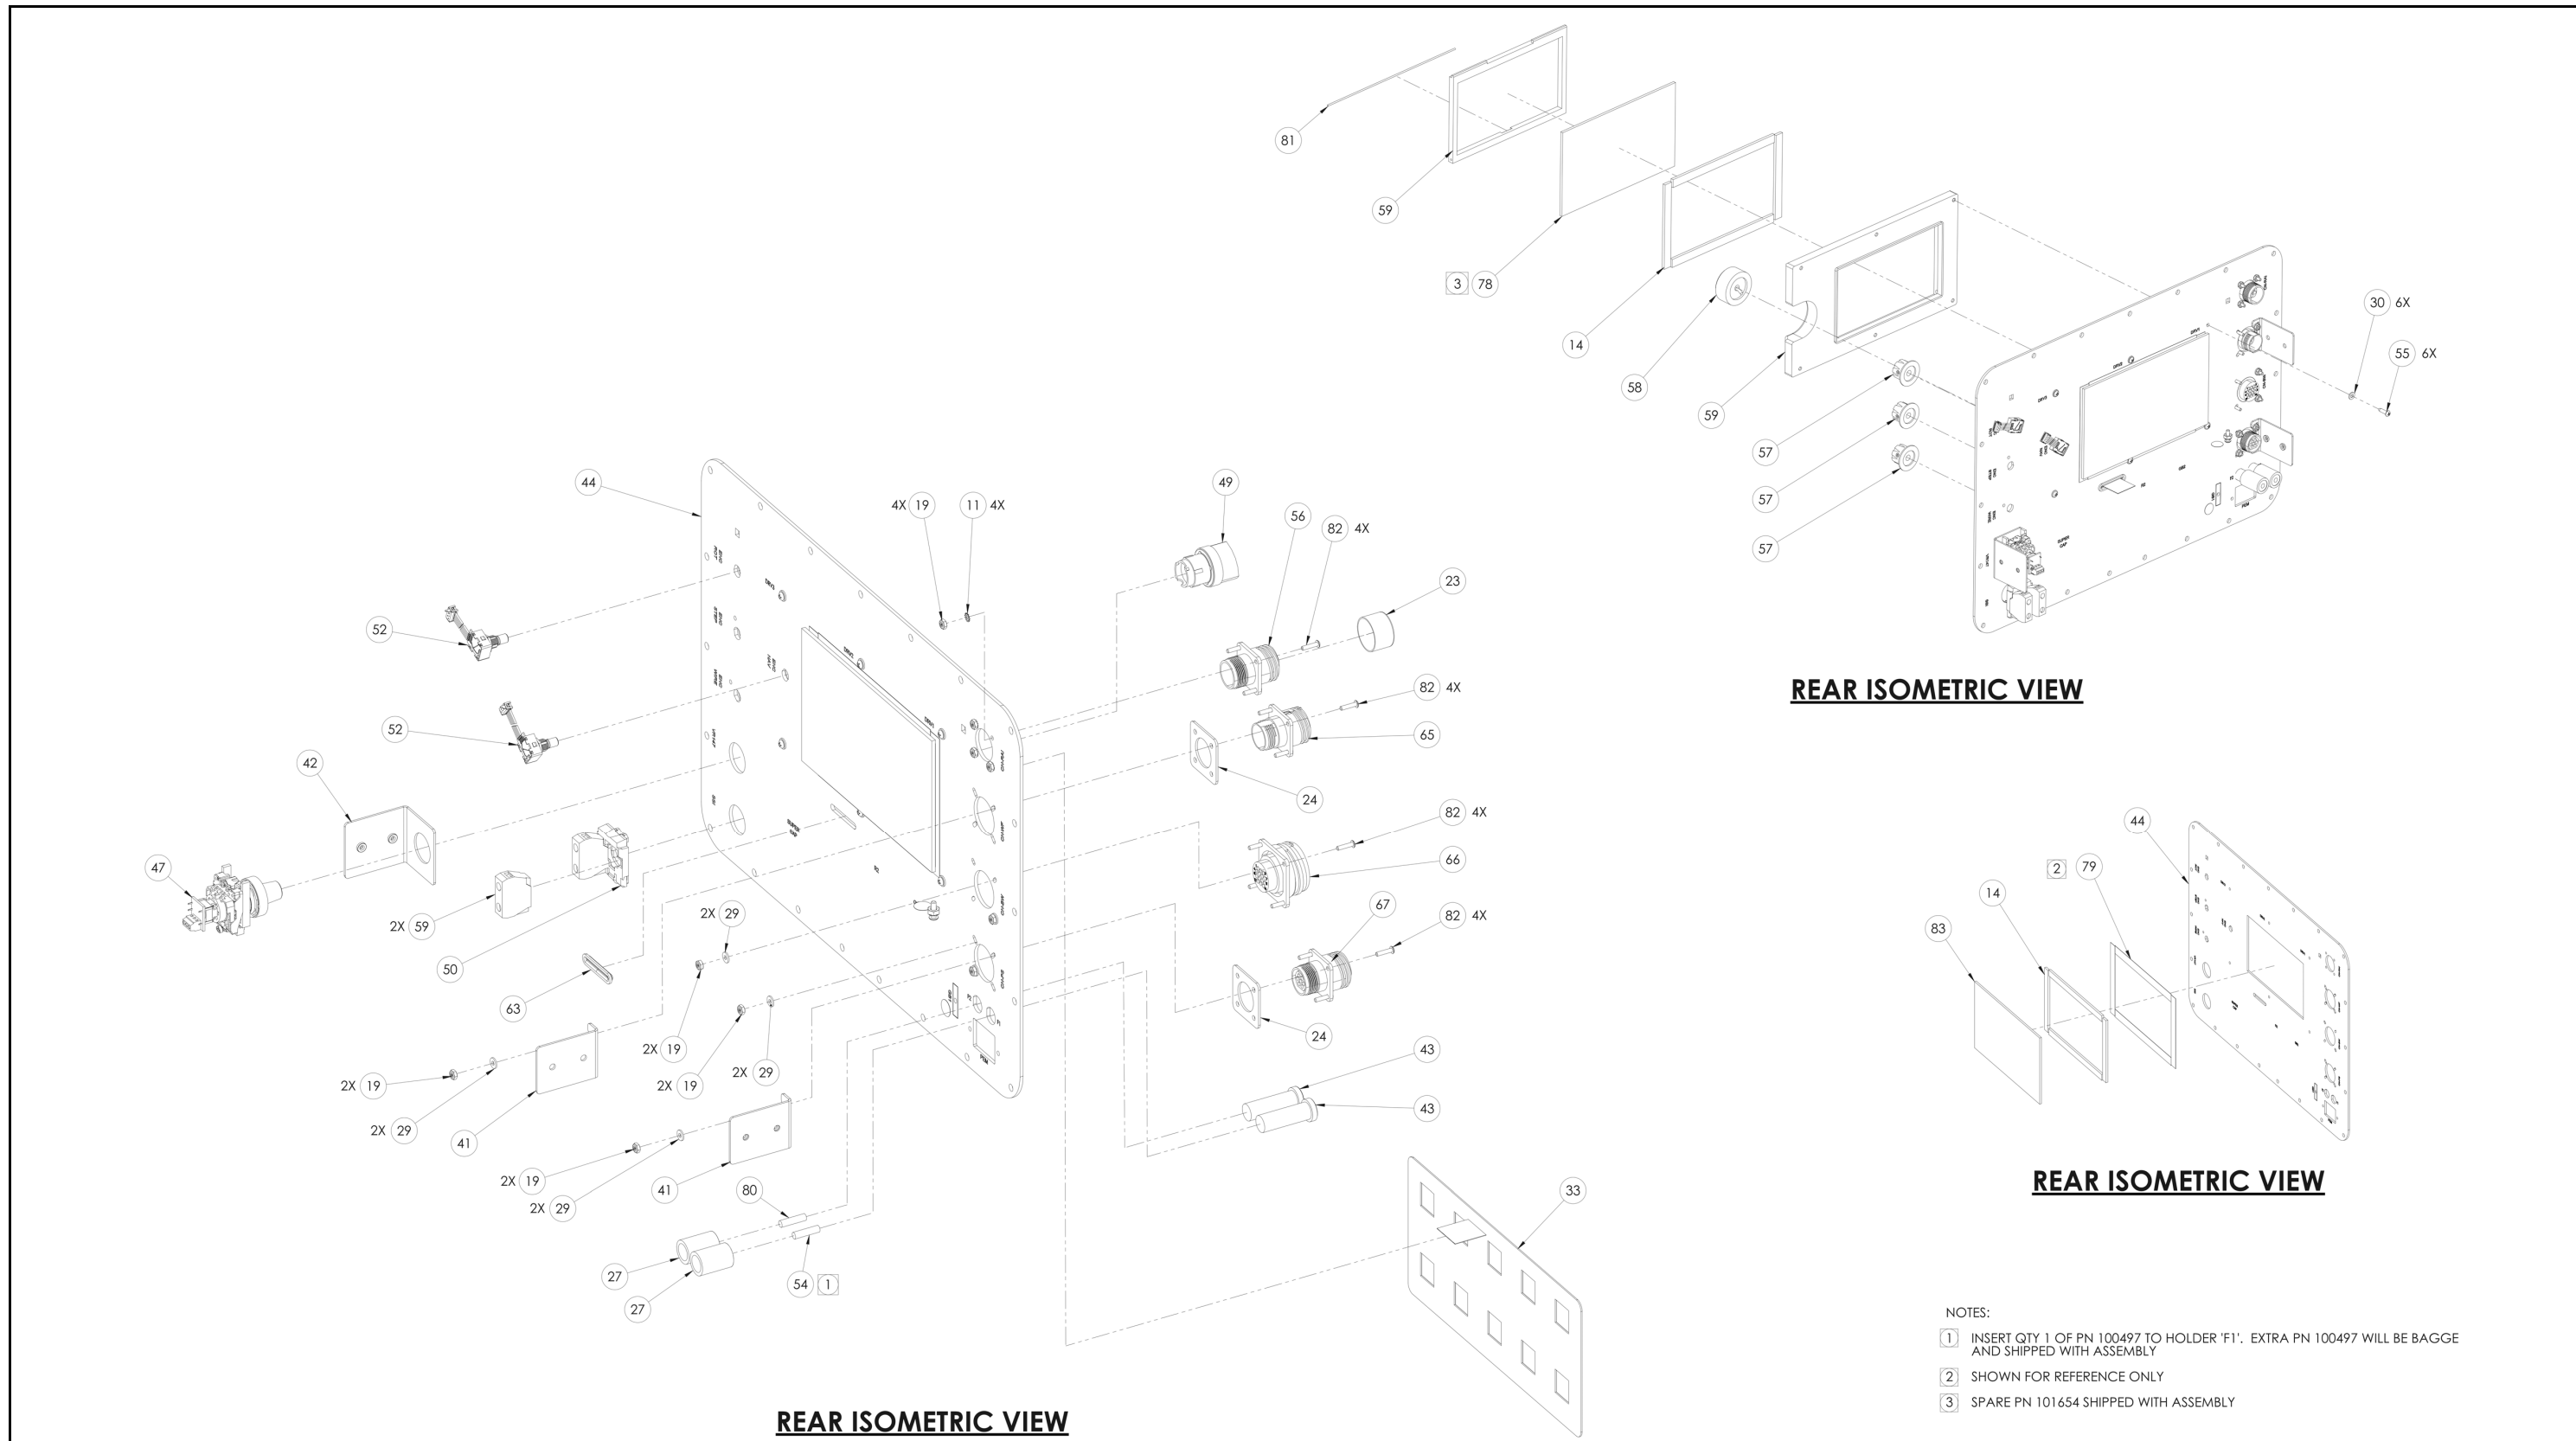 81
59
3 78
14
58
59
57
57
57
30 6X
55 6X
REAR ISOMETRIC VIEW
44
4X 19
11 4X
49
56
82 4X
23
52
82 4X
65
52
24
42
82 4X
47
66
2X 59
50
2X 29
67
82 4X
63
2X 19
24
2X 19
2X 29
43
2X 19
2X 29
41
43
2X 19
2X 29
41
80
33
27
27
54 1
DRV3
DRV2
DRV1
SUPER
CAP
PEM
REAR ISOMETRIC VIEW
44
2 79
14
83
REAR ISOMETRIC VIEW
NOTES:
1 INSERT QTY 1 OF PN 100497 TO HOLDER 'F1'. EXTRA PN 100497 WILL BE BAGGE
AND SHIPPED WITH ASSEMBLY
2 SHOWN FOR REFERENCE ONLY
3 SPARE PN 101654 SHIPPED WITH ASSEMBLY